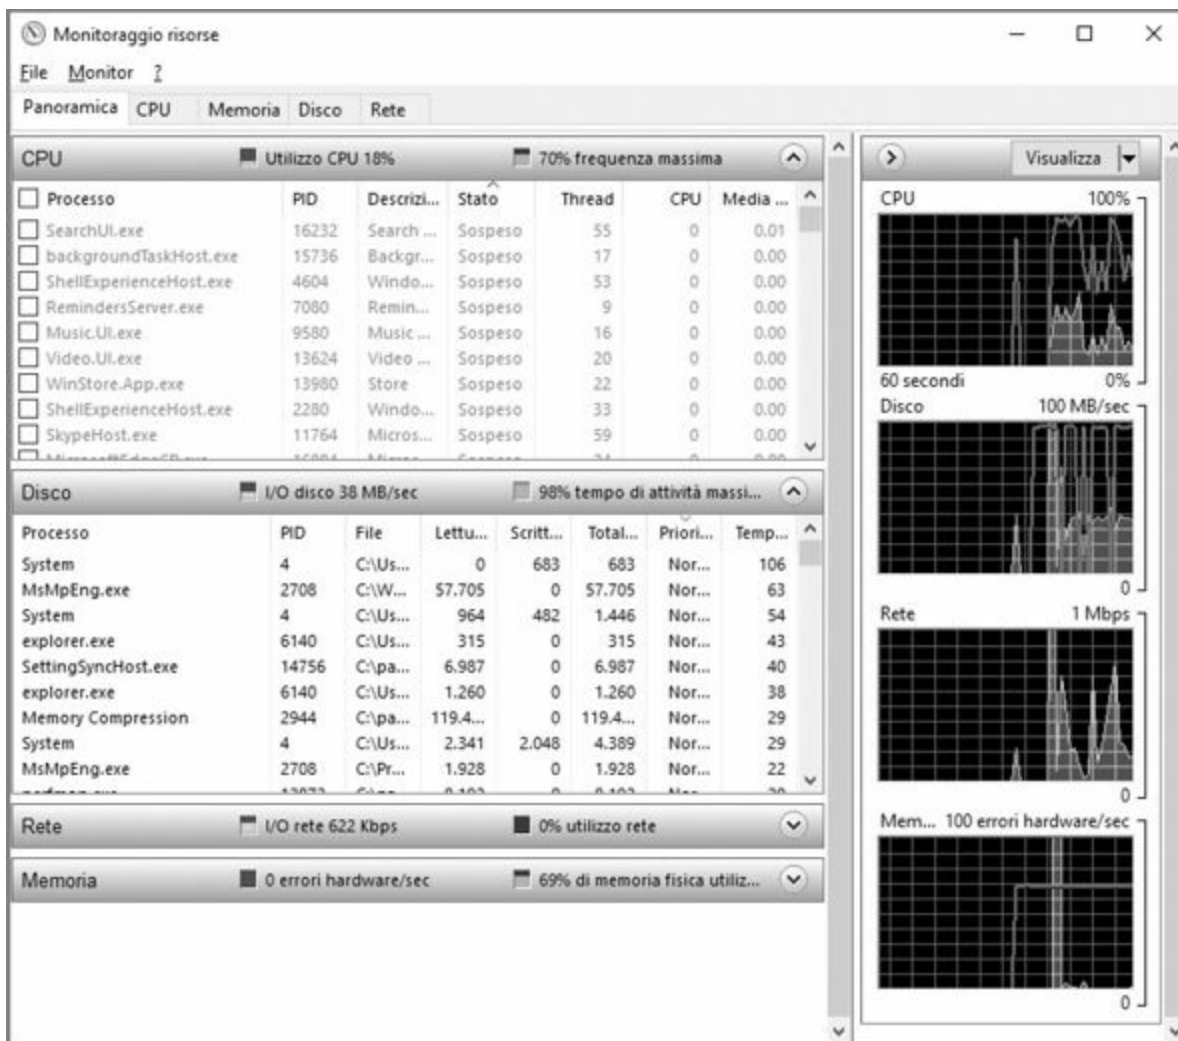 Monitoraggio risorse
File Monitor ?
Panoramica CPU Memoria Disco Rete
CPU Utilizzo CPU 18% 70% frequenza massima
Processo PID Descrizi... Stato Thread CPU Media ...
SearchUI.exe 16232 Search ... Sospeso 55 0 0.01
backgroundTaskHost.exe 15736 Backgr... Sospeso 17 0 0.00
ShellExperienceHost.exe 4604 Windo... Sospeso 53 0 0.00
RemindersServer.exe 7080 Remin... Sospeso 9 0 0.00
Music.UI.exe 9580 Music ... Sospeso 16 0 0.00
Video.UI.exe 13624 Video ... Sospeso 20 0 0.00
WinStore.App.exe 13980 Store Sospeso 22 0 0.00
ShellExperienceHost.exe 2280 Windo... Sospeso 33 0 0.00
SkypeHost.exe 11764 Micros... Sospeso 59 0 0.00
Disco I/O disco 38 MB/sec 98% tempo di attività massi...
Processo PID File Lettu... Scritt... Total... Priori... Temp...
System 4 C:\Us... 0 683 683 Nor... 106
MsMpEng.exe 2708 C:\W... 57.705 0 57.705 Nor... 63
System 4 C:\Us... 964 482 1.446 Nor... 54
explorer.exe 6140 C:\Us... 315 0 315 Nor... 43
SettingSyncHost.exe 14756 C:\pa... 6.987 0 6.987 Nor... 40
explorer.exe 6140 C:\Us... 1.260 0 1.260 Nor... 38
Memory Compression 2944 C:\pa... 119.4... 0 119.4... Nor... 29
System 4 C:\Us... 2.341 2.048 4.389 Nor... 29
MsMpEng.exe 2708 C:\Pr... 1.928 0 1.928 Nor... 22
Rete I/O rete 622 Kbps 0% utilizzo rete
Memoria 0 errori hardware/sec 69% di memoria fisica utiliz...
Visualizza
CPU 100%
60 secondi 0%
Disco 100 MB/sec
0
Rete 1 Mbps
0
Mem... 100 errori hardware/sec
0